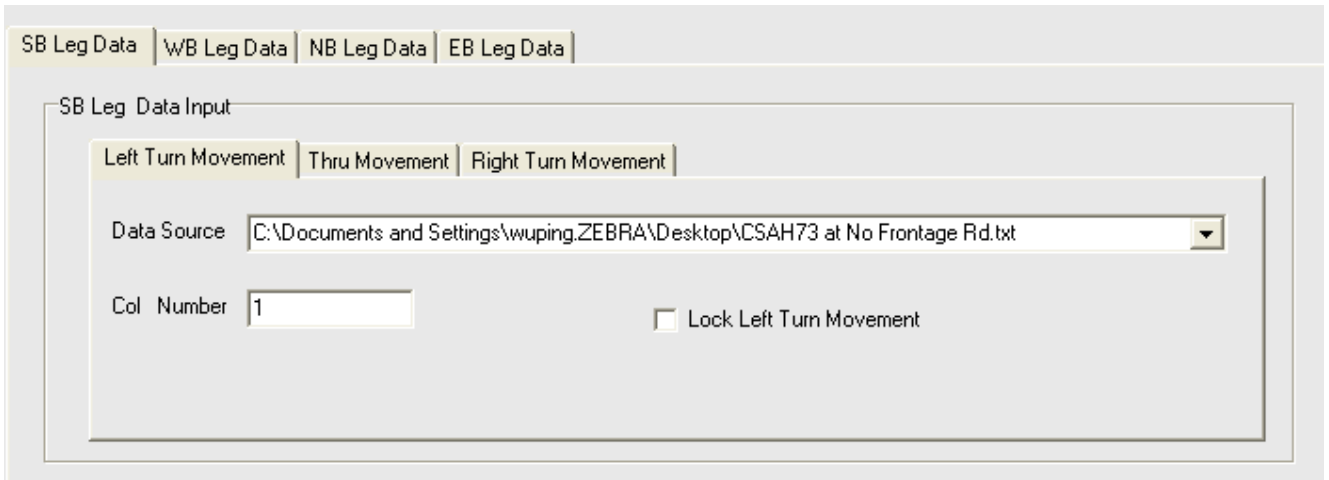 SB Leg Data WB Leg Data NB Leg Data EB Leg Data
SB Leg Data Input
Left Turn Movement Thru Movement Right Turn Movement
Data Source C:\Documents and Settings\wuping.ZEBRA\Desktop\CSAH73 at No Frontage Rd.txt
Col Number 1 Lock Left Turn Movement